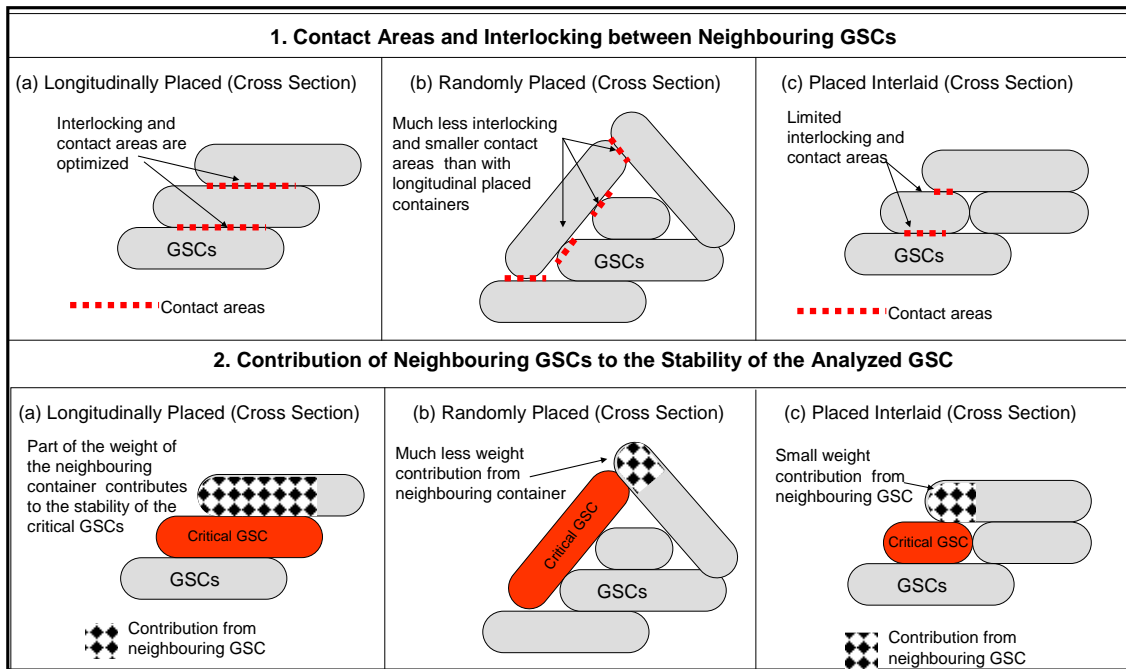 1. Contact Areas and Interlocking between Neighbouring GSCs
(a) Longitudinally Placed (Cross Section)
Interlocking and
contact areas are
optimized
GSCs
Contact areas
(b) Randomly Placed (Cross Section)
Much less interlocking
and smaller contact
areas than with
longitudinal placed
containers
GSCs
(c) Placed Interlaid (Cross Section)
Limited
interlocking and
contact areas
GSCs
Contact areas
2. Contribution of Neighbouring GSCs to the Stability of the Analyzed GSC
(a) Longitudinally Placed (Cross Section)
Part of the weight of
the neighbouring
container contributes
to the stability of the
critical GSCs
Critical GSC
GSCs
Contribution from
neighbouring GSC
(b) Randomly Placed (Cross Section)
Much less weight
contribution from
neighbouring container
Critical GSC
GSCs
(c) Placed Interlaid (Cross Section)
Small weight
contribution from
neighbouring GSC
Critical GSC
GSCs
Contribution from
neighbouring GSC